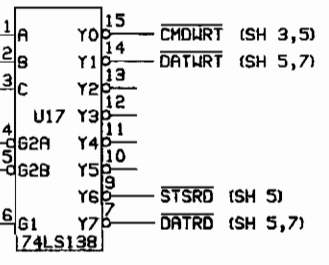 1 A Y0 15 CMDWRT (SH 3,5)
2 B Y1 14 DATWRT (SH 5,7)
3 C Y2 13
U17 Y3 12
4 G2A Y4 11
5 G2B Y5 10
Y6 9 STSRD (SH 5)
6 G1 Y7 7 DATRD (SH 5,7)
74LS138